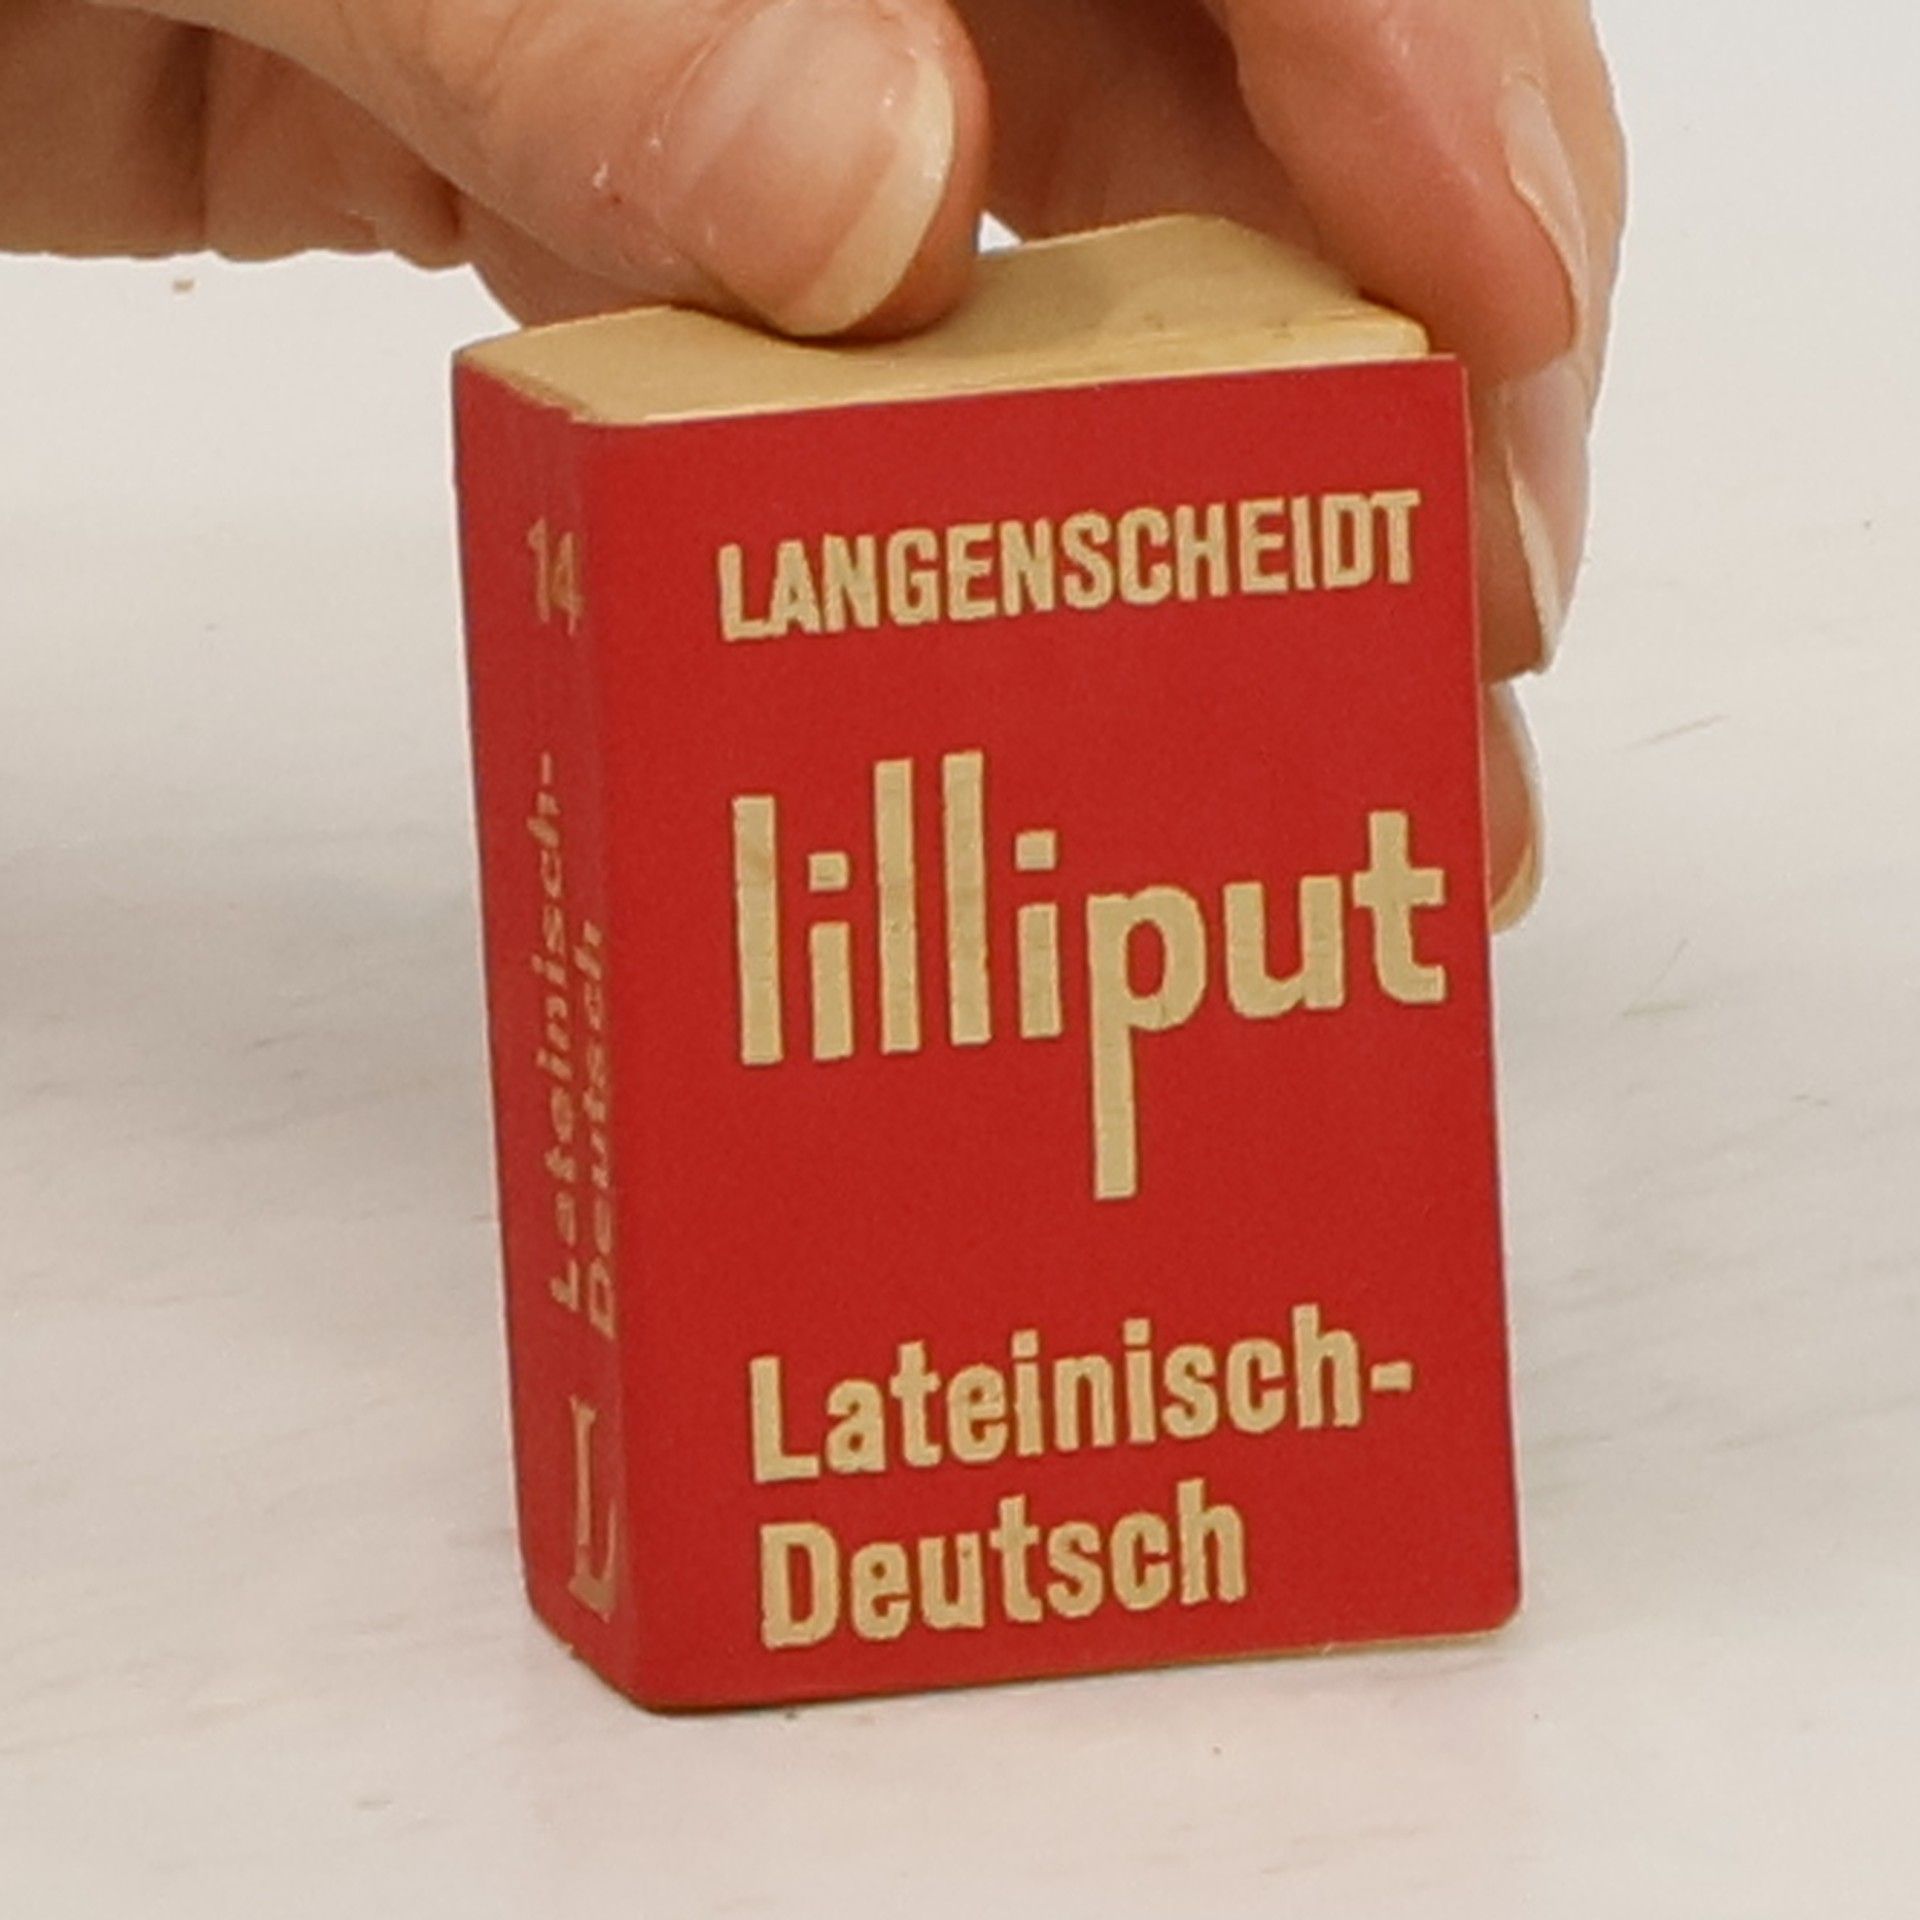 LANGENSCHEIDT
lilliput
Lateinisch-
Deutsch
14
Lateinisch-
Deutsch
L